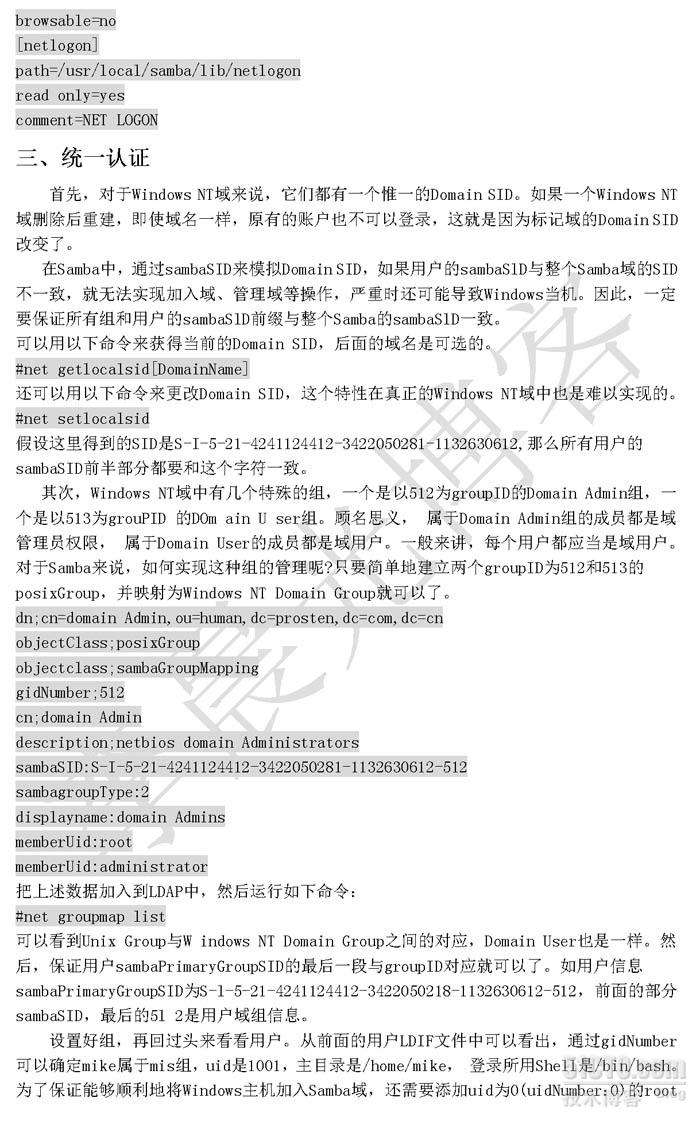 browsable=no
[netlogon]
path=/usr/local/samba/lib/netlogon
read only=yes
comment=NET LOGON
三、统一认证
首先，对于Windows NT域来说，它们都有一个惟一的Domain SID。如果一个Windows NT
域删除后重建，即使域名一样，原有的账户也不可以登录，这就是因为标记域的Domain SID
改变了。
在Samba中，通过sambaSID来模拟Domain SID，如果用户的sambaSlD与整个Samba域的SID
不一致，就无法实现加入域、管理域等操作，严重时还可能导致Windows当机。因此，一定
要保证所有组和用户的sambaSlD前缀与整个Samba的sambaSlD一致。
可以用以下命令来获得当前的Domain SID，后面的域名是可选的。
#net getlocalsid[DomainName]
还可以用以下命令来更改Domain SID，这个特性在真正的Windows NT域中也是难以实现的。
#net setlocalsid
假设这里得到的SID是S-I-5-21-4241124412-3422050281-1132630612,那么所有用户的
sambaSID前半部分都要和这个字符一致。
其次，Windows NT域中有几个特殊的组，一个是以512为groupID的Domain Admin组，一
个是以513为grouPID 的DOm ain U ser组。顾名思义， 属于Domain Admin组的成员都是域
管理员权限， 属于Domain User的成员都是域用户。一般来讲，每个用户都应当是域用户。
对于Samba来说，如何实现这种组的管理呢?只要简单地建立两个groupID为512和513的
posixGroup，并映射为Windows NT Domain Group就可以了。
dn;cn=domain Admin,ou=human,dc=prosten,dc=com,dc=cn
objectClass;posixGroup
objectclass;sambaGroupMapping
gidNumber;512
cn;domain Admin
description;netbios domain Administrators
sambaSID:S-I-5-21-4241124412-3422050281-1132630612-512
sambagroupType:2
displayname:domain Admins
memberUid:root
memberUid:administrator
把上述数据加入到LDAP中，然后运行如下命令：
#net groupmap list
可以看到Unix Group与W indows NT Domain Group之间的对应，Domain User也是一样。然
后，保证用户sambaPrimaryGroupSID的最后一段与groupID对应就可以了。如用户信息
sambaPrimaryGroupSID为S-l-5-21-4241124412-3422050218-1132630612-512，前面的部分
sambaSID，最后的5l 2是用户域组信息。
设置好组，再回过头来看看用户。从前面的用户LDIF文件中可以看出，通过gidNumber
可以确定mike属于mis组，uid是1001，主目录是/home/mike， 登录所用Shell是/bin/bash。
为了保证能够顺利地将Windows主机加入Samba域，还需要添加uid为0(uidNumber:0)的root
51CTO.com
技术博客 Blog